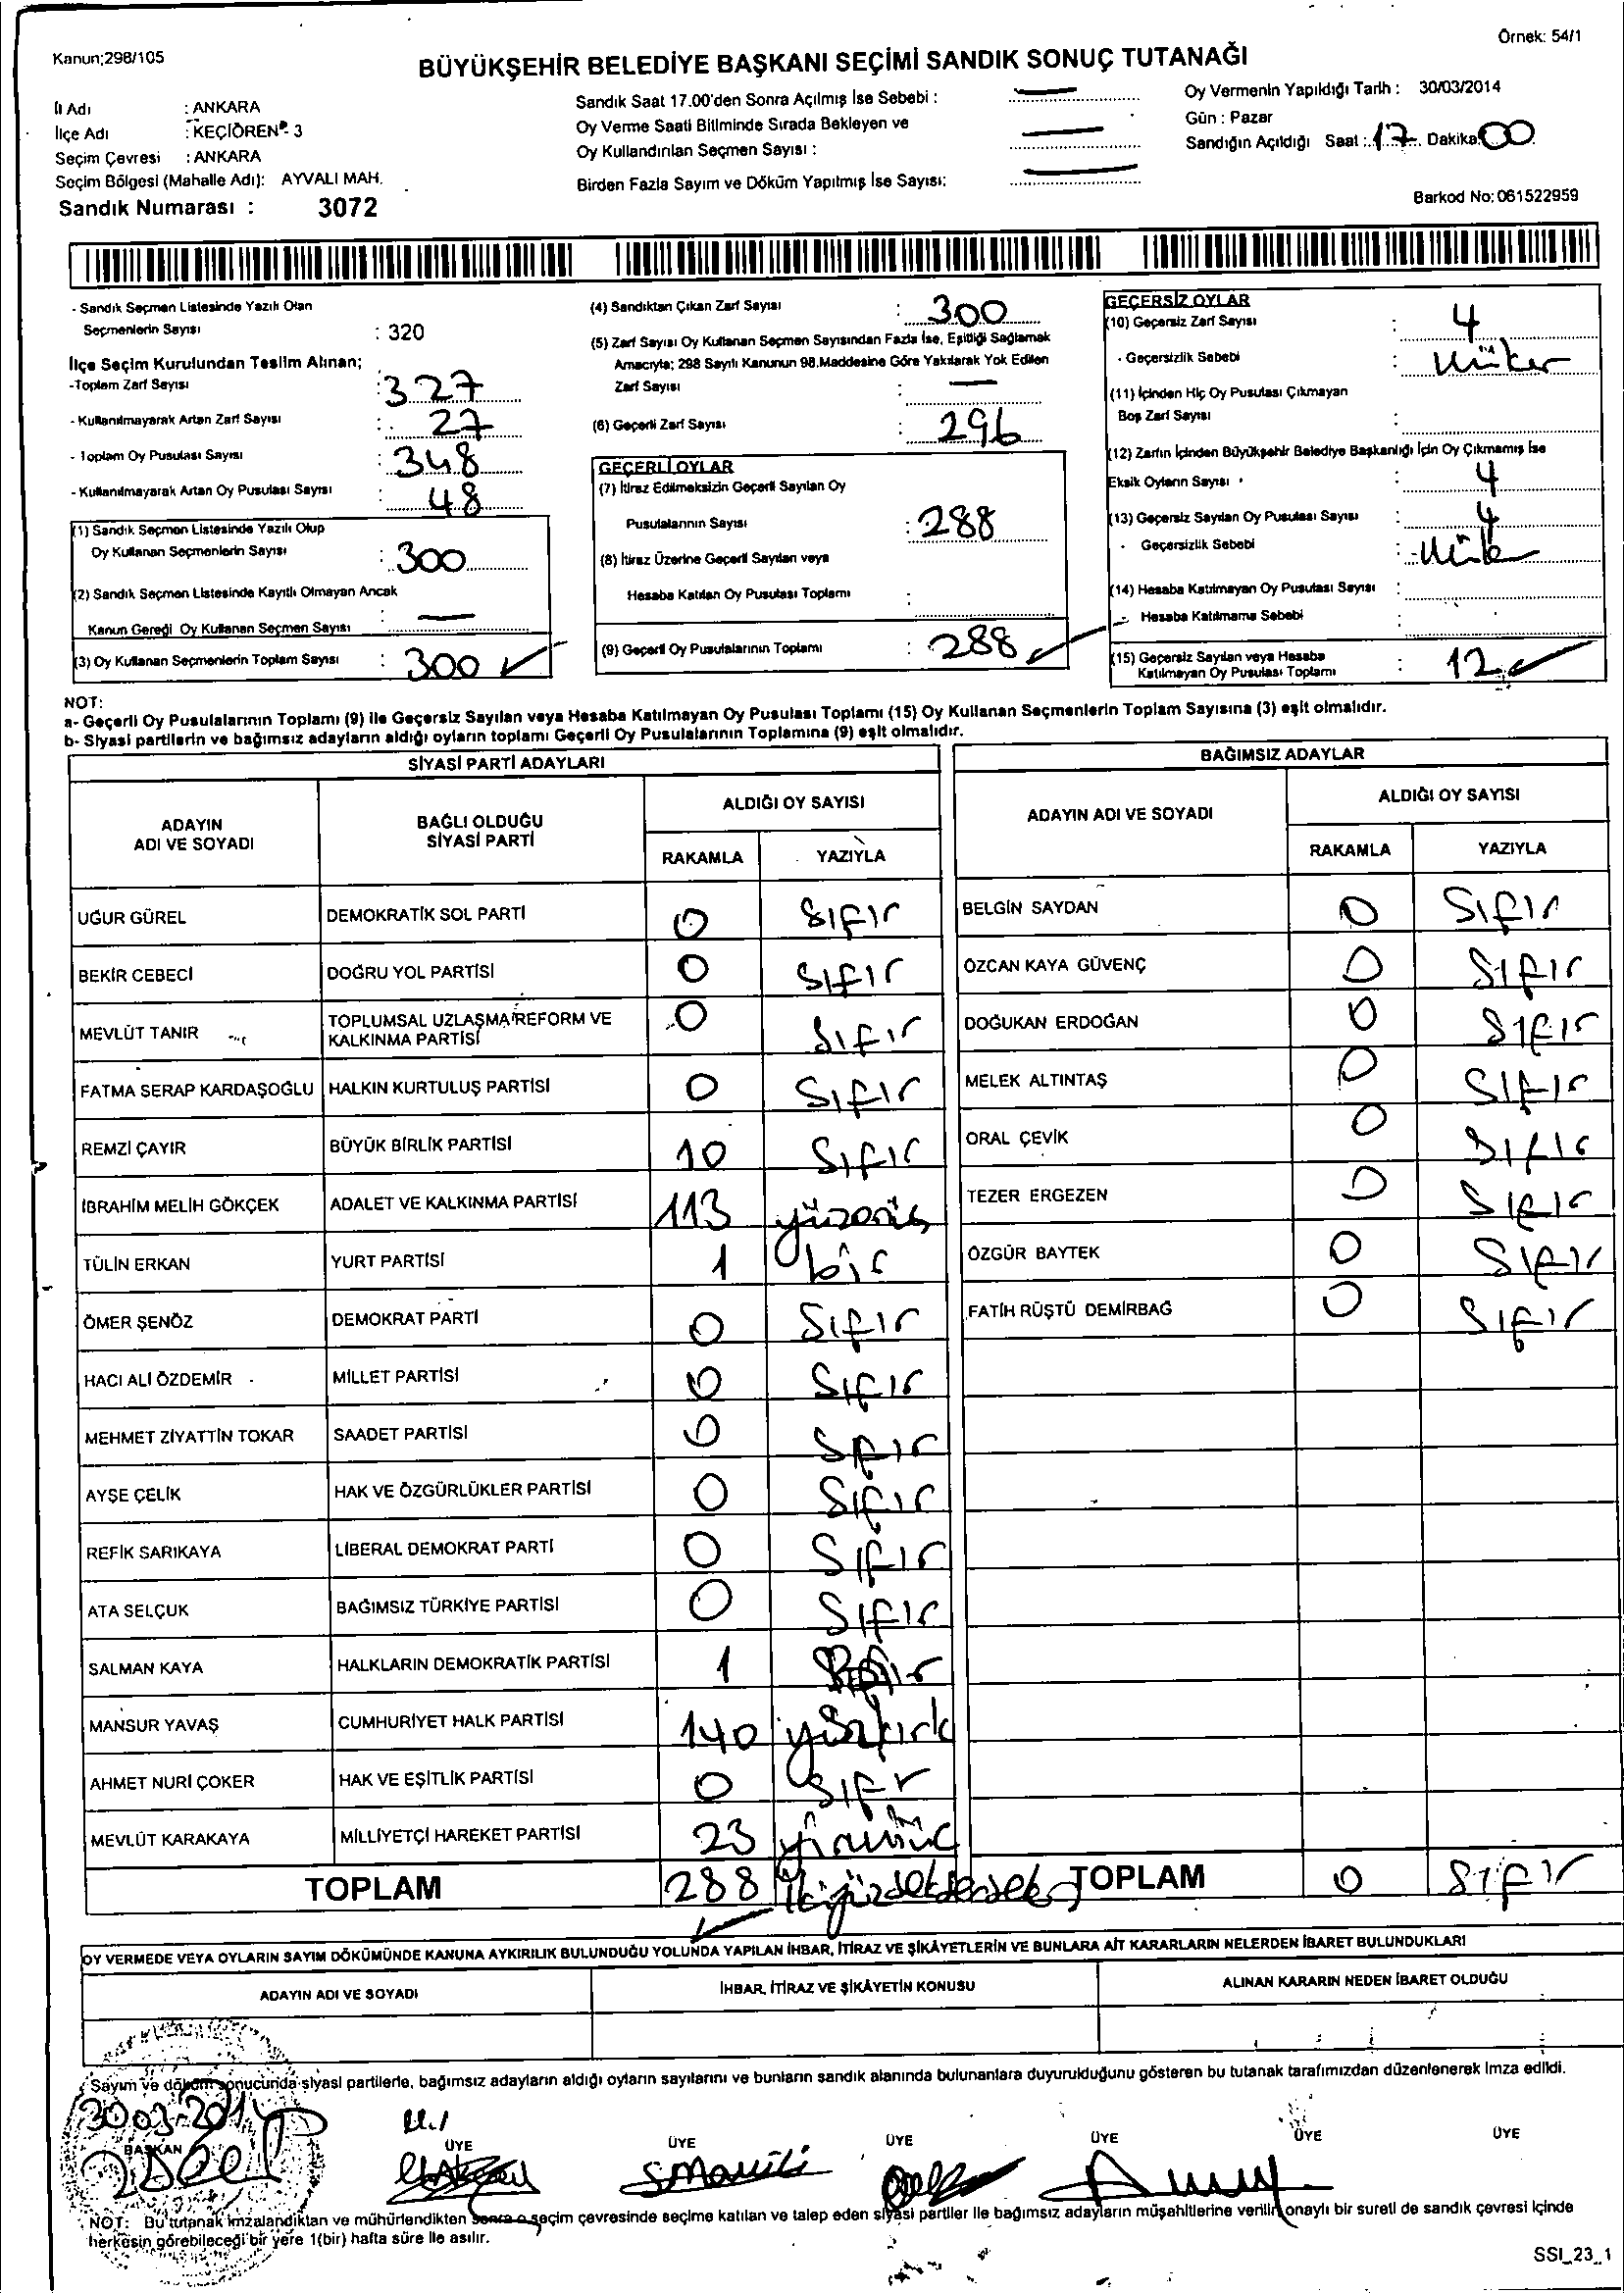 Örnek: 54/1
Kanun;298/105
BÜYÜKŞEHİR BELEDİYE BAŞKANI SEÇİMİ SANDIK SONUÇ TUTANAĞI
İl Adı : ANKARA
İlçe Adı : KEÇİÖREN - 3
Seçim Çevresi : ANKARA
Seçim Bölgesi (Mahalle Adı): AYVALI MAH.
Sandık Numarası : 3072
Sandık Saat 17.00'den Sonra Açılmış İse Sebebi :
Oy Verme Saati Bitiminde Sırada Bekleyen ve
Oy Kullandırılan Seçmen Sayısı :
Birden Fazla Sayım ve Döküm Yapılmış İse Sayısı:
Oy Vermenin Yapıldığı Tarih : 30/03/2014
Gün : Pazar
Sandığın Açıldığı Saat : 17 Dakika: 00
Barkod No: 061522959
- Sandık Seçmen Listesinde Yazılı Olan
Seçmenlerin Sayısı : 320
İlçe Seçim Kurulundan Teslim Alınan;
-Toplam Zarf Sayısı : 327
- Kullanılmayarak Artan Zarf Sayısı : 27
- Toplam Oy Pusulası Sayısı : 348
- Kullanılmayarak Artan Oy Pusulası Sayısı : 48
(1) Sandık Seçmen Listesinde Yazılı Olup
Oy Kullanan Seçmenlerin Sayısı : 300
(2) Sandık Seçmen Listesinde Kayıtlı Olmayan Ancak
Kanun Gereği Oy Kullanan Seçmen Sayısı :
(3) Oy Kullanan Seçmenlerin Toplam Sayısı : 300
(4) Sandıktan Çıkan Zarf Sayısı : 300
(5) Zarf Sayısı Oy Kullanan Seçmen Sayısından Fazla İse, Eşitliği Sağlamak
Amacıyla; 298 Sayılı Kanunun 98.Maddesine Göre Yakılarak Yok Edilen
Zarf Sayısı :
(6) Geçerli Zarf Sayısı : 296
GEÇERLİ OYLAR
(7) İtiraz Edilmeksizin Geçerli Sayılan Oy
Pusulalarının Sayısı : 288
(8) İtiraz Üzerine Geçerli Sayılan veya
Hesaba Katılan Oy Pusulası Toplamı :
(9) Geçerli Oy Pusulalarının Toplamı : 288
GEÇERSİZ OYLAR
(10) Geçersiz Zarf Sayısı : 4
- Geçersizlik Sebebi :
(11) İçinden Hiç Oy Pusulası Çıkmayan
Boş Zarf Sayısı :
(12) Zarfın İçinden Büyükşehir Belediye Başkanlığı İçin Oy Çıkmamış İse
Eksik Oyların Sayısı : 4
(13) Geçersiz Sayılan Oy Pusulası Sayısı : 4
- Geçersizlik Sebebi :
(14) Hesaba Katılmayan Oy Pusulası Sayısı :
- Hesaba Katılmama Sebebi :
(15) Geçersiz Sayılan veya Hesaba
Katılmayan Oy Pusulası Toplamı : 12
NOT:
a- Geçerli Oy Pusulalarının Toplamı (9) ile Geçersiz Sayılan veya Hesaba Katılmayan Oy Pusulası Toplamı (15) Oy Kullanan Seçmenlerin Toplam Sayısına (3) eşit olmalıdır.
b- Siyasi partilerin ve bağımsız adayların aldığı oyların toplamı Geçerli Oy Pusulalarının Toplamına (9) eşit olmalıdır.
SİYASİ PARTİ ADAYLARI
ADAYIN ADI VE SOYADI BAĞLI OLDUĞU SİYASİ PARTİ ALDIĞI OY SAYISI
RAKAMLA YAZIYLA
UĞUR GÜREL DEMOKRATİK SOL PARTİ 0 Sıfır
BEKİR CEBECİ DOĞRU YOL PARTİSİ 0 Sıfır
MEVLÜT TANIR TOPLUMSAL UZLAŞMA REFORM VE KALKINMA PARTİSİ 0 Sıfır
FATMA SERAP KARDAŞOĞLU HALKIN KURTULUŞ PARTİSİ 0 Sıfır
REMZİ ÇAYIR BÜYÜK BİRLİK PARTİSİ 10 Sıfır
İBRAHİM MELİH GÖKÇEK ADALET VE KALKINMA PARTİSİ 113
TÜLİN ERKAN YURT PARTİSİ 1 bir
ÖMER ŞENÖZ DEMOKRAT PARTİ 0 Sıfır
HACI ALİ ÖZDEMİR MİLLET PARTİSİ 0 Sıfır
MEHMET ZİYATTİN TOKAR SAADET PARTİSİ 0 Sıfır
AYŞE ÇELİK HAK VE ÖZGÜRLÜKLER PARTİSİ 0 Sıfır
REFİK SARIKAYA LİBERAL DEMOKRAT PARTİ 0 Sıfır
ATA SELÇUK BAĞIMSIZ TÜRKİYE PARTİSİ 0 Sıfır
SALMAN KAYA HALKLARIN DEMOKRATİK PARTİSİ 1
MANSUR YAVAŞ CUMHURİYET HALK PARTİSİ 140 yüzkırk
AHMET NURİ ÇOKER HAK VE EŞİTLİK PARTİSİ 0 Sıfır
MEVLÜT KARAKAYA MİLLİYETÇİ HAREKET PARTİSİ 23
TOPLAM 288
BAĞIMSIZ ADAYLAR
ADAYIN ADI VE SOYADI ALDIĞI OY SAYISI
RAKAMLA YAZIYLA
BELGİN SAYDAN 0 Sıfır
ÖZCAN KAYA GÜVENÇ 0 Sıfır
DOĞUKAN ERDOĞAN 0 Sıfır
MELEK ALTINTAŞ 0 Sıfır
ORAL ÇEVİK 0 Sıfır
TEZER ERGEZEN 0 Sıfır
ÖZGÜR BAYTEK 0 Sıfır
FATİH RÜŞTÜ DEMİRBAĞ 0 Sıfır
TOPLAM 0 Sıfır
OY VERMEDE VEYA OYLARIN SAYIM DÖKÜMÜNDE KANUNA AYKIRILIK BULUNDUĞU YOLUNDA YAPILAN İHBAR, İTİRAZ VE ŞİKÂYETLERİN VE BUNLARA AİT KARARLARIN NELERDEN İBARET BULUNDUKLARI
ADAYIN ADI VE SOYADI İHBAR, İTİRAZ VE ŞİKÂYETİN KONUSU ALINAN KARARIN NEDEN İBARET OLDUĞU
Sayım ve döküm sonucunda siyasi partilerle, bağımsız adayların aldığı oyların sayılarını ve bunların sandık alanında bulunanlara duyurulduğunu gösteren bu tutanak tarafımızdan düzenlenerek imza edildi.
30.03.2014
BAŞKAN ÜYE ÜYE ÜYE ÜYE ÜYE ÜYE
NOT: Bu tutanak imzalandıktan ve mühürlendikten sonra o seçim çevresinde seçime katılan ve talep eden siyasi partiler ile bağımsız adayların müşahitlerine verilir, onaylı bir sureti de sandık çevresi içinde
herkesin görebileceği bir yere 1(bir) hafta süre ile asılır.
SSI_23_1